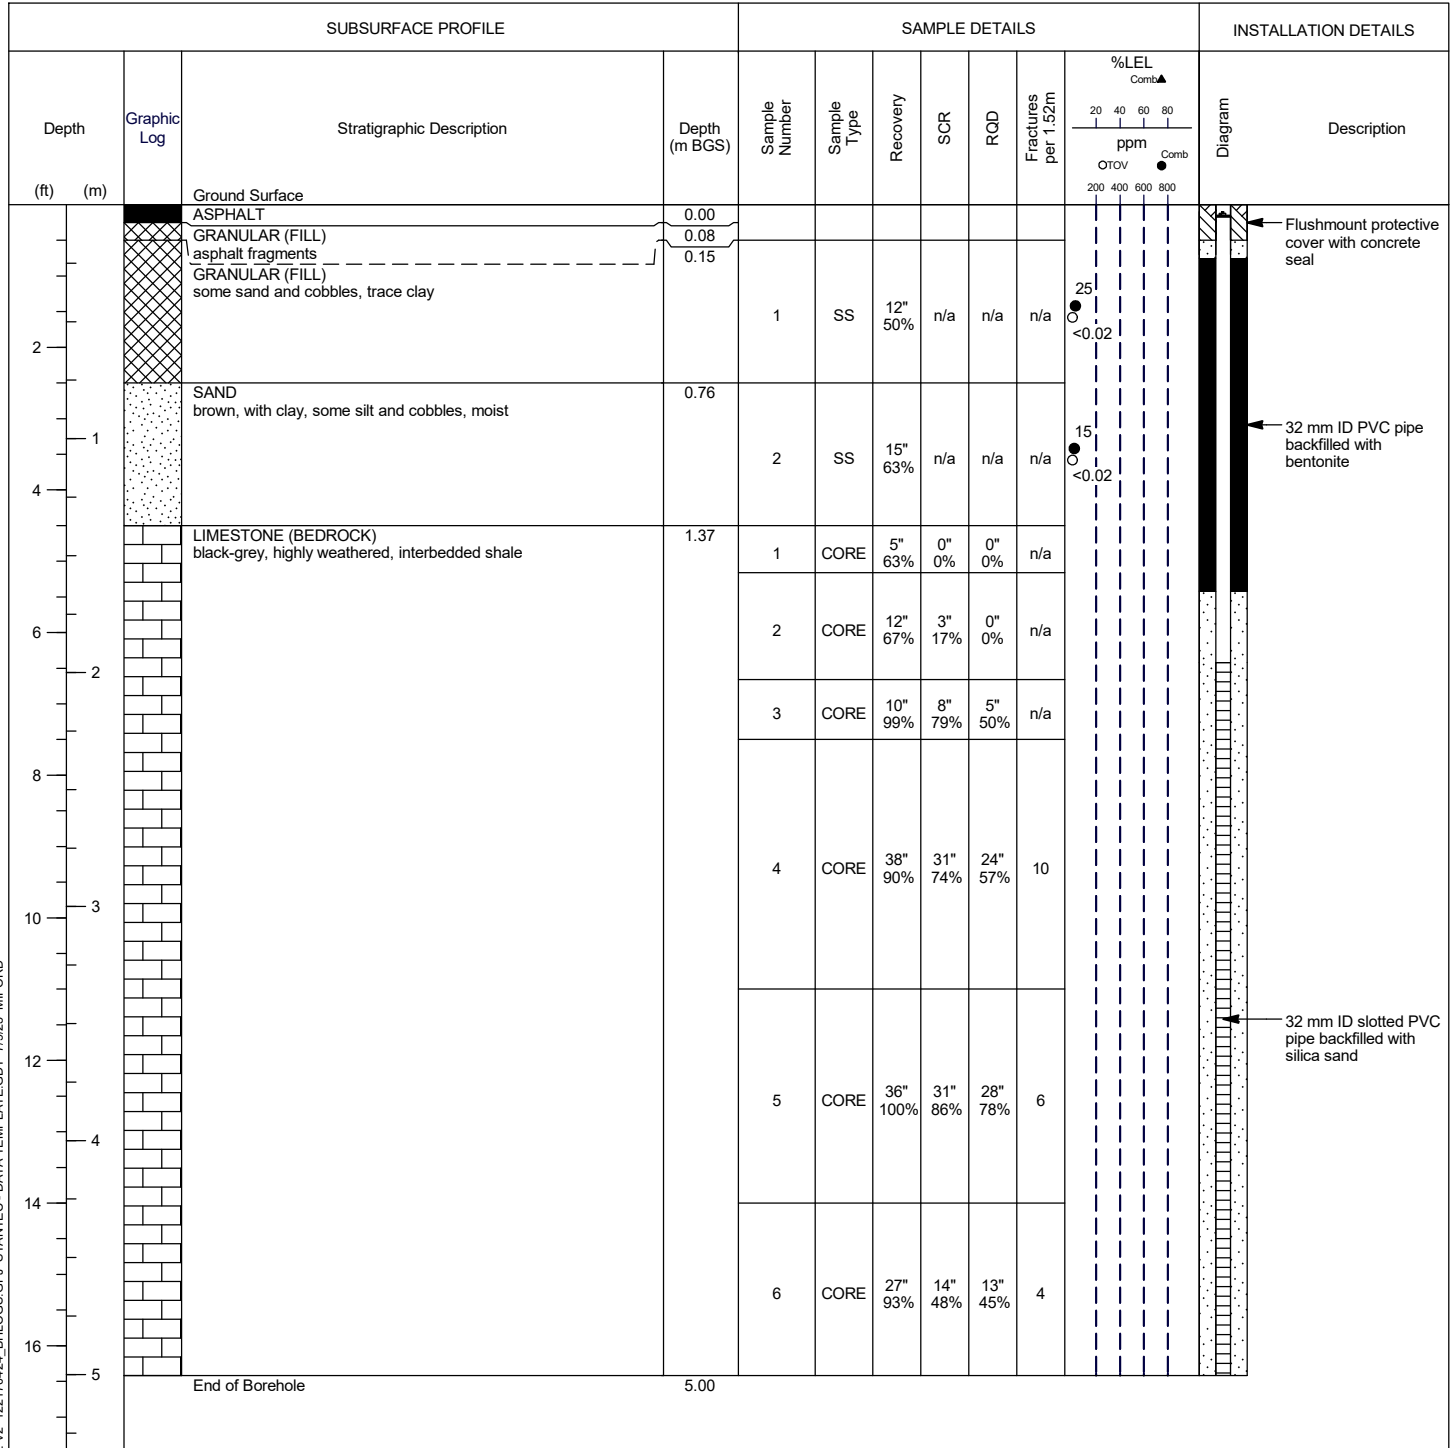 SUBSURFACE PROFILE
SAMPLE DETAILS
INSTALLATION DETAILS
Depth
(ft) (m)
Graphic
Log
Stratigraphic Description
Depth
(m BGS)
Sample
Number
Sample
Type
Recovery
SCR
RQD
Fractures
per 1.52m
%LEL
Comb
20 40 60 80
ppm
TOV
Comb
200 400 600 800
Diagram
Description
Ground Surface
ASPHALT 0.00
GRANULAR (FILL) 0.08
asphalt fragments 0.15
GRANULAR (FILL)
some sand and cobbles, trace clay
1 SS 12" n/a n/a n/a
50%
25
<0.02
SAND 0.76
brown, with clay, some silt and cobbles, moist
2 SS 15" n/a n/a n/a
63%
15
<0.02
LIMESTONE (BEDROCK) 1.37
black-grey, highly weathered, interbedded shale
1 CORE 5" 0" 0" n/a
63% 0% 0%
2 CORE 12" 3" 0" n/a
67% 17% 0%
3 CORE 10" 8" 5" n/a
99% 79% 50%
4 CORE 38" 31" 24" 10
90% 74% 57%
5 CORE 36" 31" 28" 6
100% 86% 78%
6 CORE 27" 14" 13" 4
93% 48% 45%
End of Borehole 5.00
2
1
4
6
2
8
10
3
12
4
14
16
5
Flushmount protective
cover with concrete
seal
32 mm ID PVC pipe
backfilled with
bentonite
32 mm ID slotted PVC
pipe backfilled with
silica sand